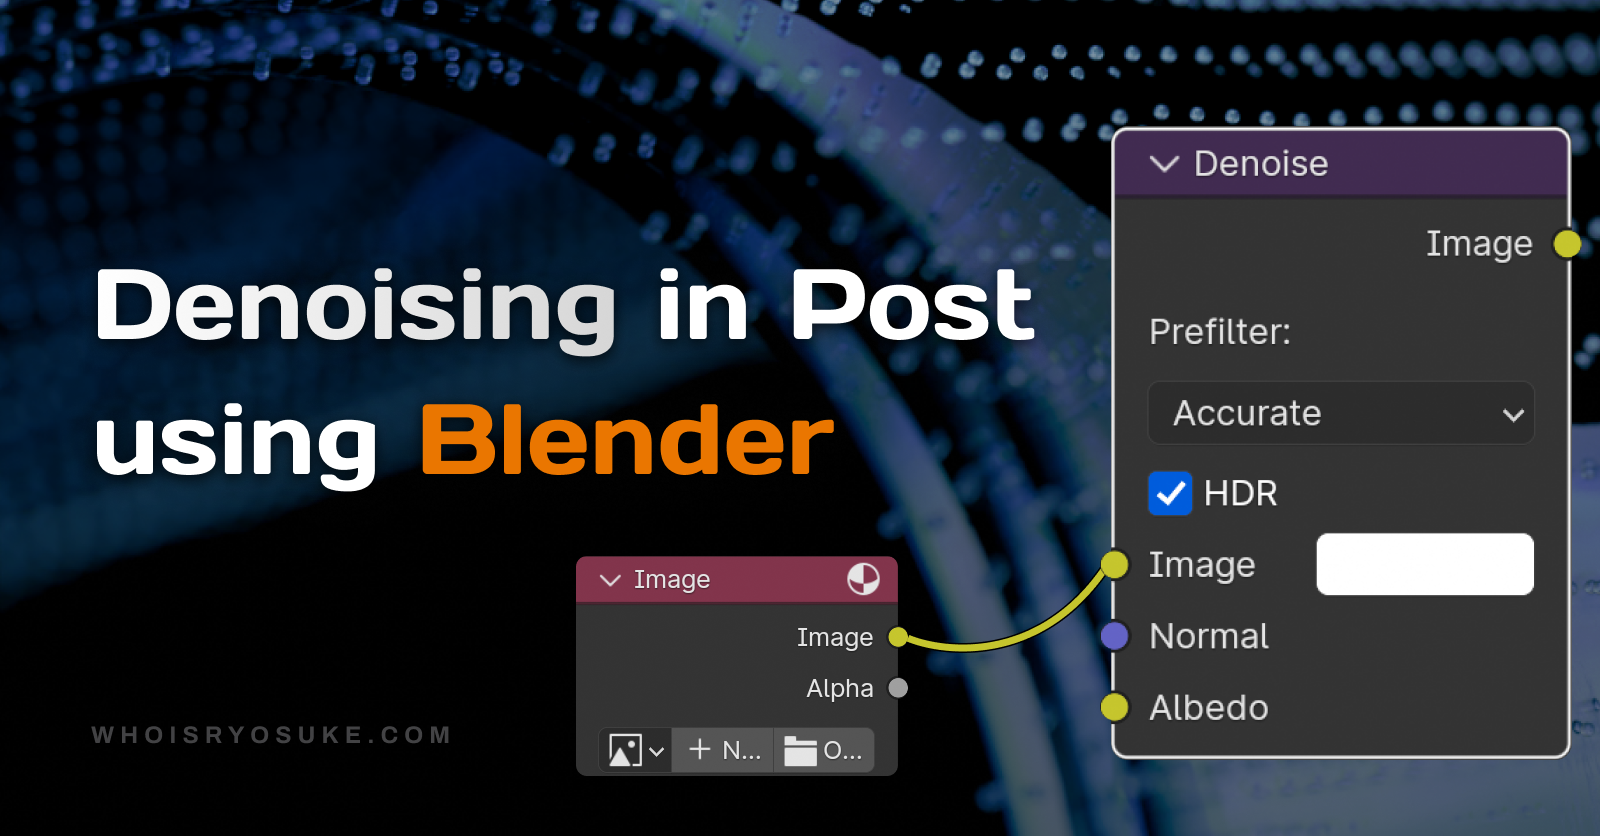 Denoising in Post
using Blender
WHOISRYOSUKE.COM
Image
Image
Alpha
N...
O...
Denoise
Image
Prefilter:
Accurate
HDR
Image
Normal
Albedo